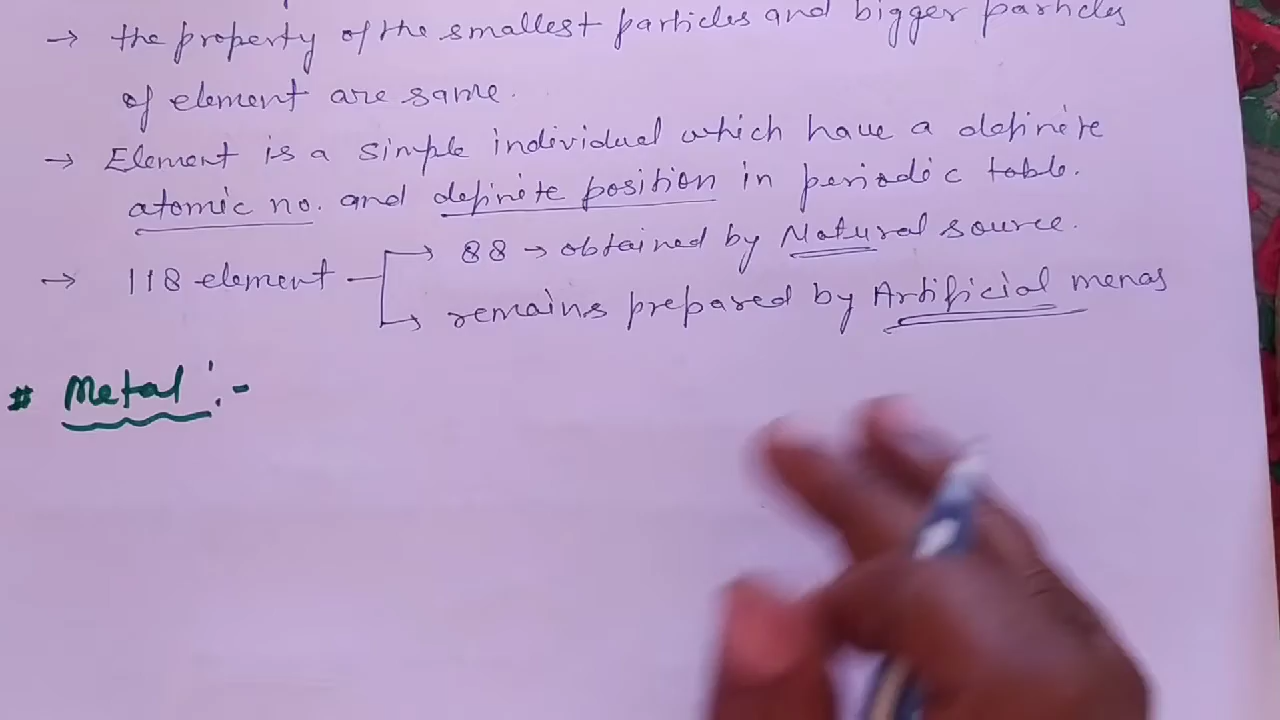 → the property of the smallest particles and bigger particles
of element are same.
→ Element is a simple individual which have a definite
atomic no. and definite position in periodic table.
→ 118 element → 88 → obtained by Natural source.
→ remains prepared by Artificial menas
# Metal :-